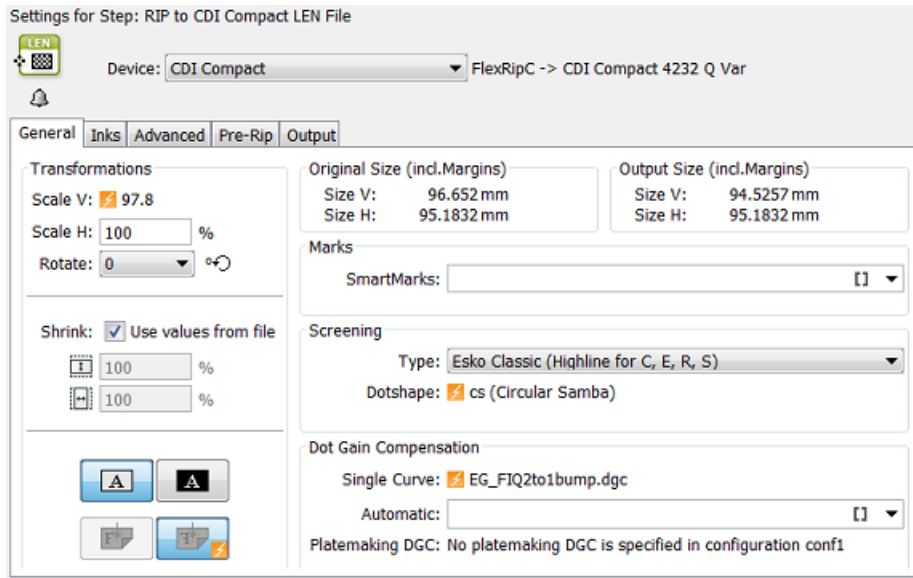 Settings for Step: RIP to CDI Compact LEN File
LEN
Device: CDI Compact FlexRipC -> CDI Compact 4232 Q Var
General Inks Advanced Pre-Rip Output
Transformations
Scale V: 97.8
Scale H: 100 %
Rotate: 0
Shrink: Use values from file
100 %
100 %
A A
F F
Original Size (incl.Margins)
Size V: 96.652 mm
Size H: 95.1832 mm
Output Size (incl.Margins)
Size V: 94.5257 mm
Size H: 95.1832 mm
Marks
SmartMarks: []
Screening
Type: Esko Classic (Highline for C, E, R, S)
Dotshape: cs (Circular Samba)
Dot Gain Compensation
Single Curve: EG_FIQ2to1bump.dgc
Automatic: []
Platemaking DGC: No platemaking DGC is specified in configuration conf1